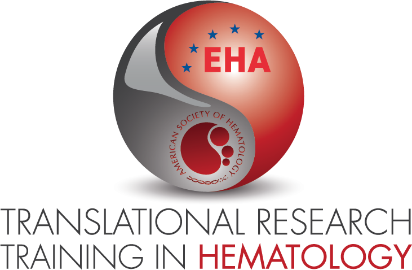 EHA
AMERICAN SOCIETY OF HEMATOLOGY
TRANSLATIONAL RESEARCH
TRAINING IN HEMATOLOGY